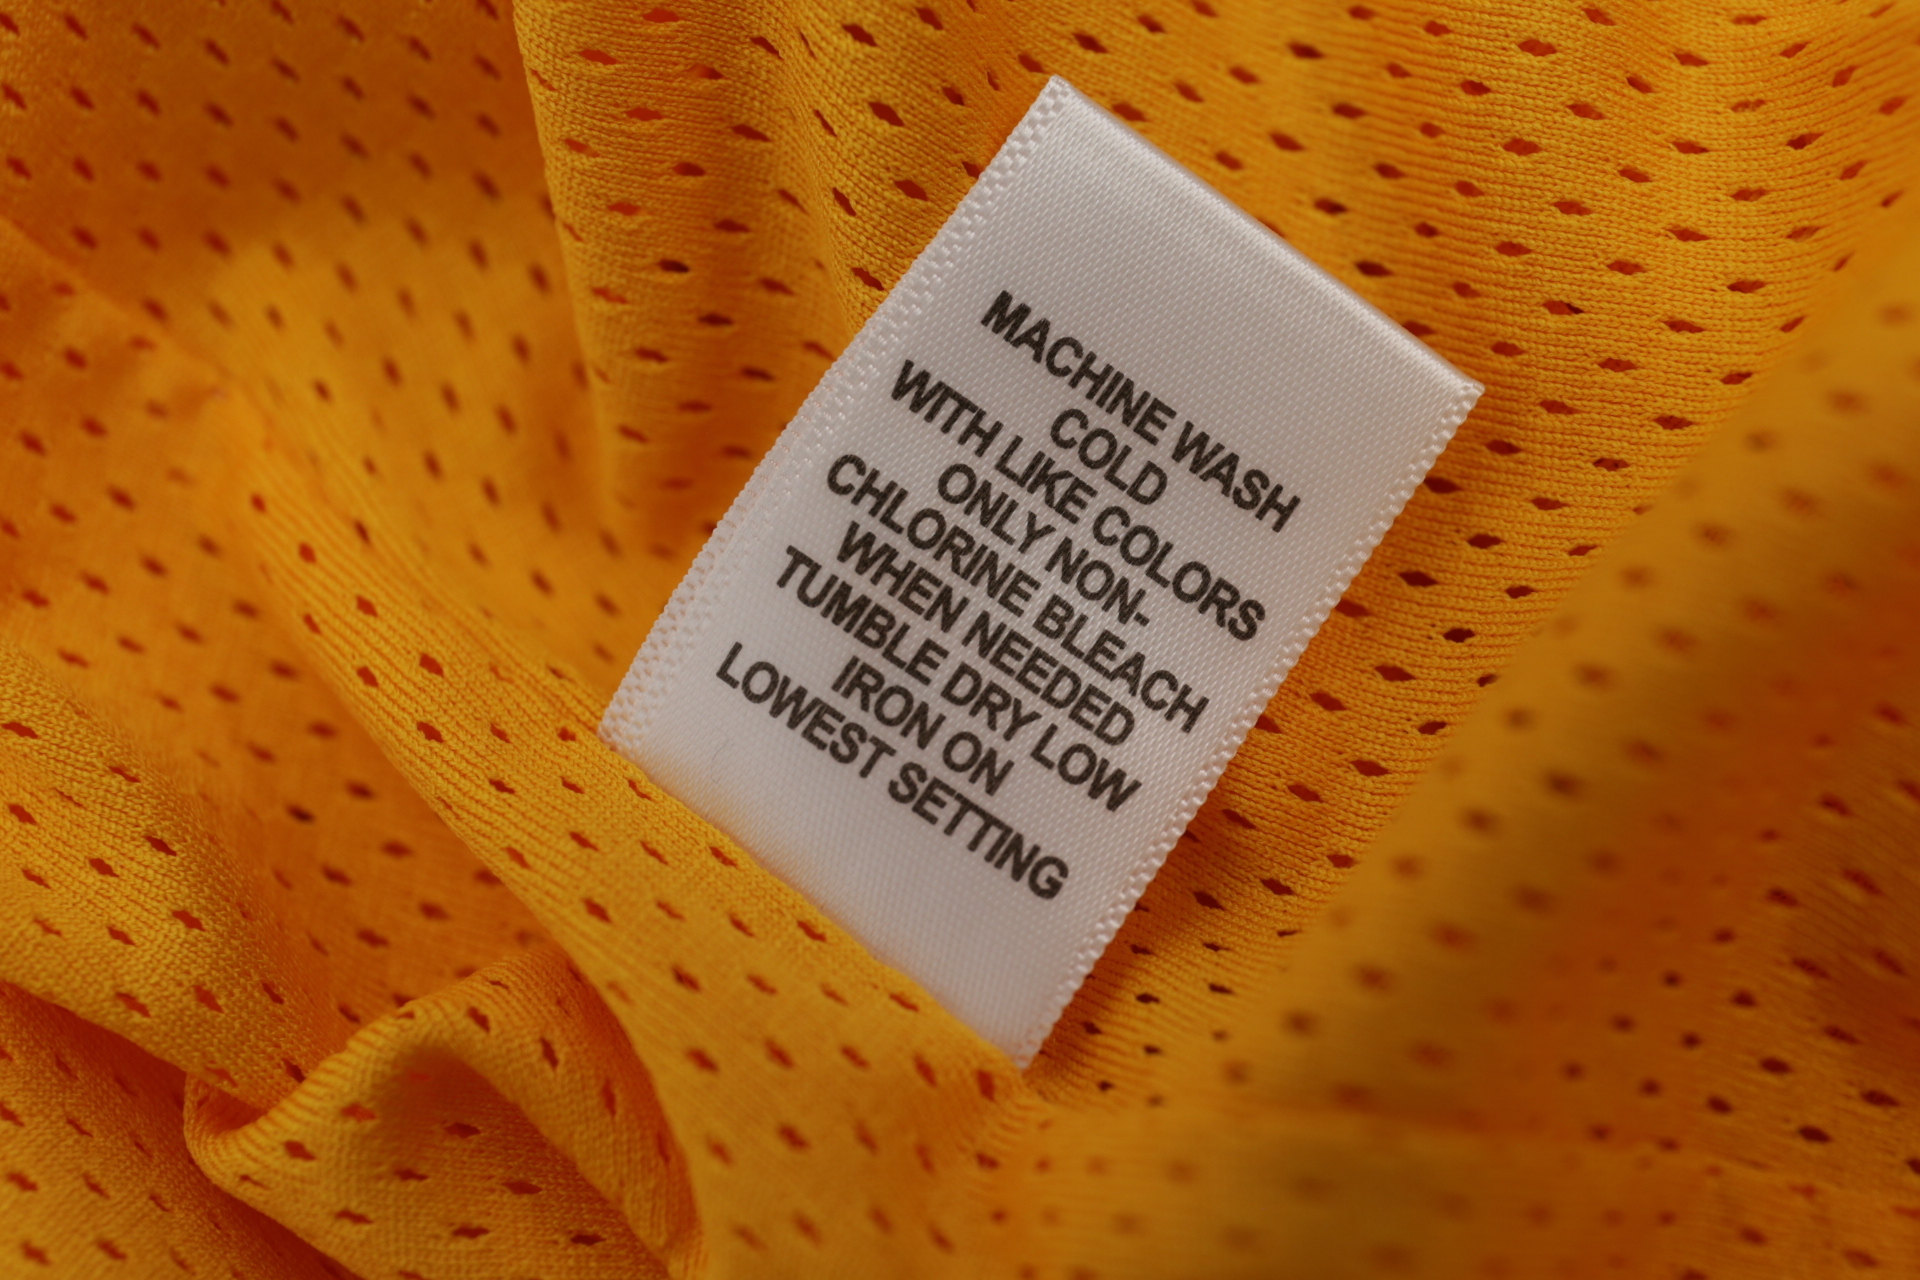 MACHINE WASH
COLD
WITH LIKE COLORS
ONLY NON-
CHLORINE BLEACH
WHEN NEEDED
TUMBLE DRY LOW
IRON ON
LOWEST SETTING